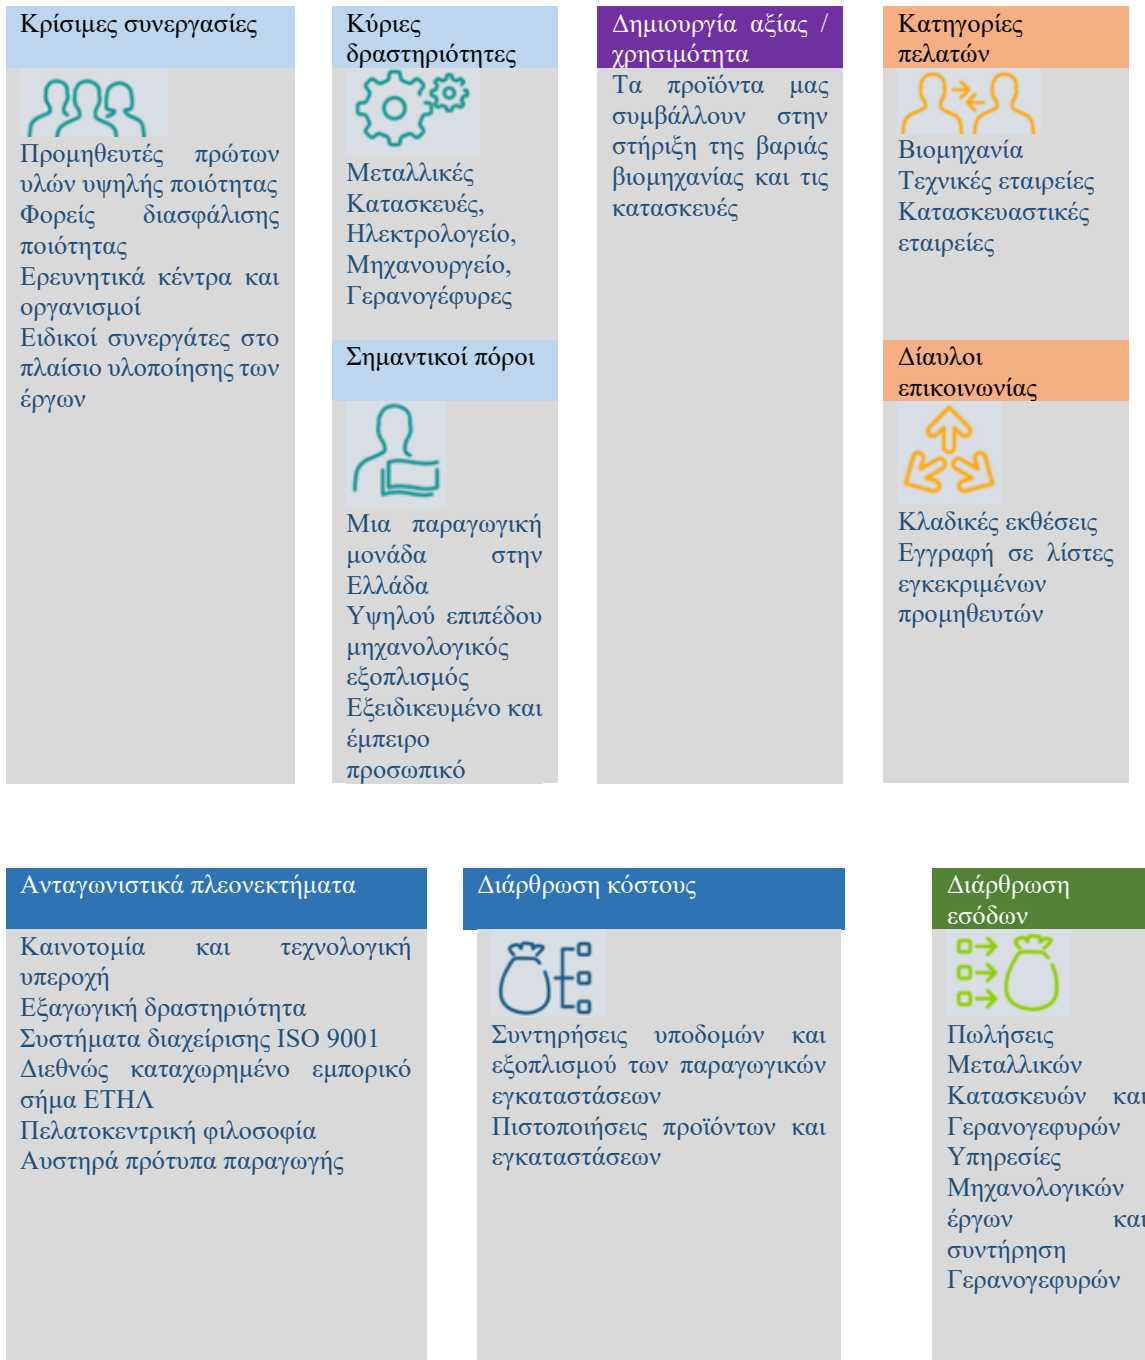 Κρίσιμες συνεργασίες
Προμηθευτές πρώτων
υλών υψηλής ποιότητας
Φορείς διασφάλισης
ποιότητας
Ερευνητικά κέντρα και
οργανισμοί
Ειδικοί συνεργάτες στο
πλαίσιο υλοποίησης των
έργων
Κύριες
δραστηριότητες
Μεταλλικές
Κατασκευές,
Ηλεκτρολογείο,
Μηχανουργείο,
Γερανογέφυρες
Σημαντικοί πόροι
Μια παραγωγική
μονάδα στην
Ελλάδα
Υψηλού επιπέδου
μηχανολογικός
εξοπλισμός
Εξειδικευμένο και
έμπειρο
προσωπικό
Δημιουργία αξίας /
χρησιμότητα
Τα προϊόντα μας
συμβάλλουν στην
στήριξη της βαριάς
βιομηχανίας και τις
κατασκευές
Κατηγορίες
πελατών
Βιομηχανία
Τεχνικές εταιρείες
Κατασκευαστικές
εταιρείες
Δίαυλοι
επικοινωνίας
Κλαδικές εκθέσεις
Εγγραφή σε λίστες
εγκεκριμένων
προμηθευτών
Ανταγωνιστικά πλεονεκτήματα
Καινοτομία και τεχνολογική
υπεροχή
Εξαγωγική δραστηριότητα
Συστήματα διαχείρισης ISO 9001
Διεθνώς καταχωρημένο εμπορικό
σήμα ΕΤΗΛ
Πελατοκεντρική φιλοσοφία
Αυστηρά πρότυπα παραγωγής
Διάρθρωση κόστους
Συντηρήσεις υποδομών και
εξοπλισμού των παραγωγικών
εγκαταστάσεων
Πιστοποιήσεις προϊόντων και
εγκαταστάσεων
Διάρθρωση
εσόδων
Πωλήσεις
Μεταλλικών
Κατασκευών και
Γερανογεφυρών
Υπηρεσίες
Μηχανολογικών
έργων και
συντήρηση
Γερανογεφυρών